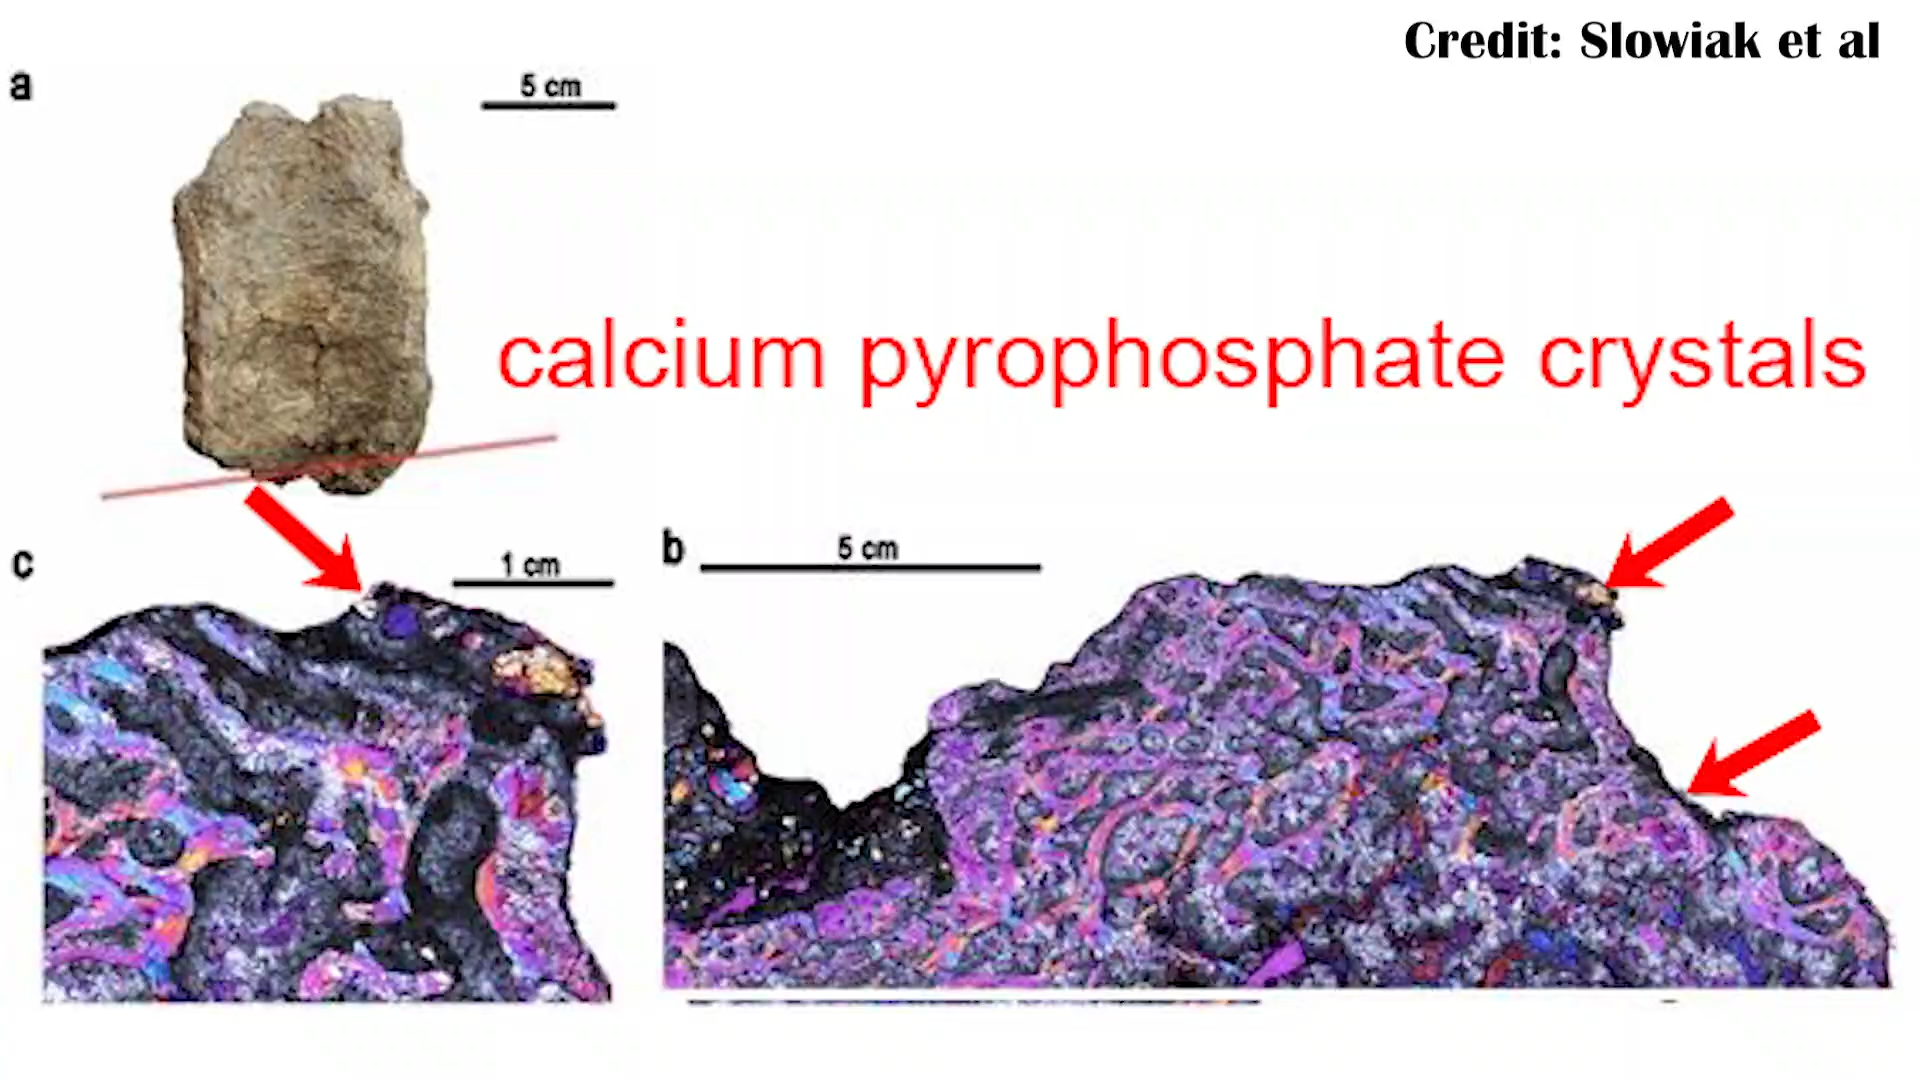 Credit: Slowiak et al
a
5 cm
calcium pyrophosphate crystals
c
1 cm
b
5 cm